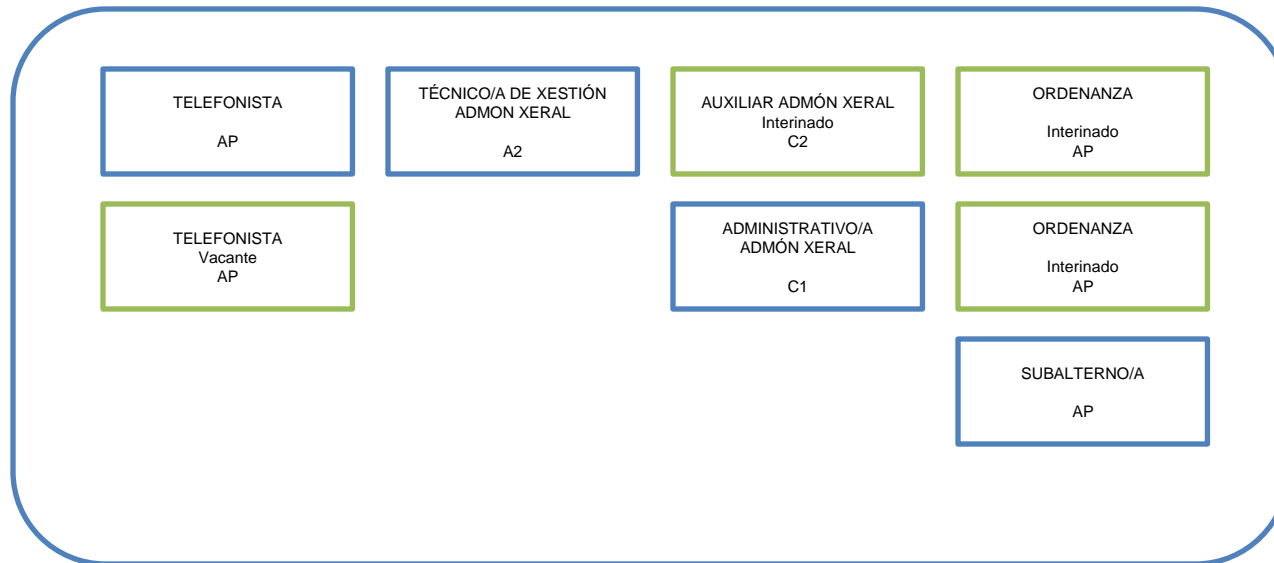 TELEFONISTA
AP
TÉCNICO/A DE XESTIÓN
ADMON XERAL
A2
AUXILIAR ADMÓN XERAL
Interinado
C2
ORDENANZA
Interinado
AP
TELEFONISTA
Vacante
AP
ADMINISTRATIVO/A
ADMÓN XERAL
C1
ORDENANZA
Interinado
AP
SUBALTERNO/A
AP